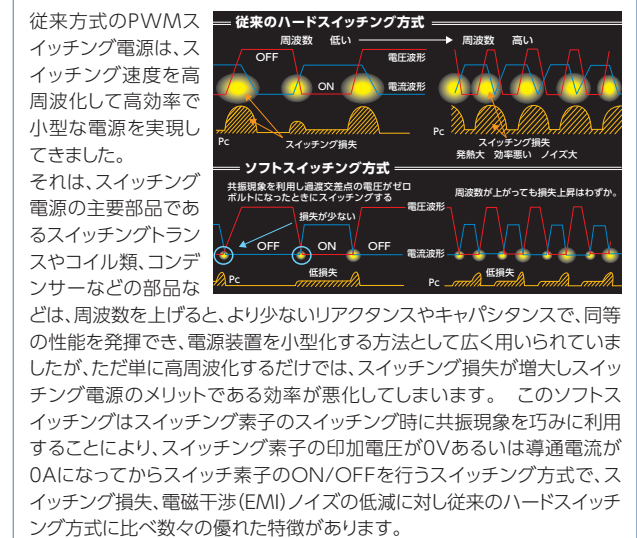 従来方式のPWMス
イッチング電源は、ス
イッチング速度を高
周波化して高効率で
小型な電源を実現し
てきました。
それは、スイッチング
電源の主要部品であ
るスイッチングトラン
スやコイル類、コンデ
ンサーなどの部品な
従来のハードスイッチング方式
周波数 低い 周波数 高い
OFF 電圧波形
ON 電流波形
Pc スイッチング損失 Pc スイッチング損失
発熱大 効率悪い ノイズ大
ソフトスイッチング方式
共振現象を利用し過渡交差点の電圧がゼロ
ボルトになったときにスイッチングする
周波数が上がっても損失上昇はわずか。
電圧波形
損失が少ない
OFF ON OFF 電流波形
Pc 低損失 Pc 低損失
どは、周波数を上げると、より少ないリアクタンスやキャパシタンスで、同等
の性能を発揮でき、電源装置を小型化する方法として広く用いられていま
したが、ただ単に高周波化するだけでは、スイッチング損失が増大しスイッ
チング電源のメリットである効率が悪化してしまいます。 このソフトス
イッチングはスイッチング素子のスイッチング時に共振現象を巧みに利用
することにより、スイッチング素子の印加電圧が0Vあるいは導通電流が
0AになってからスイッチL素子のON/OFFを行うスイッチング方式で、ス
イッチング損失、電磁干渉(EMI)ノイズの低減に対し従来のハードスイッチ
ング方式に比べ数々の優れた特徴があります。